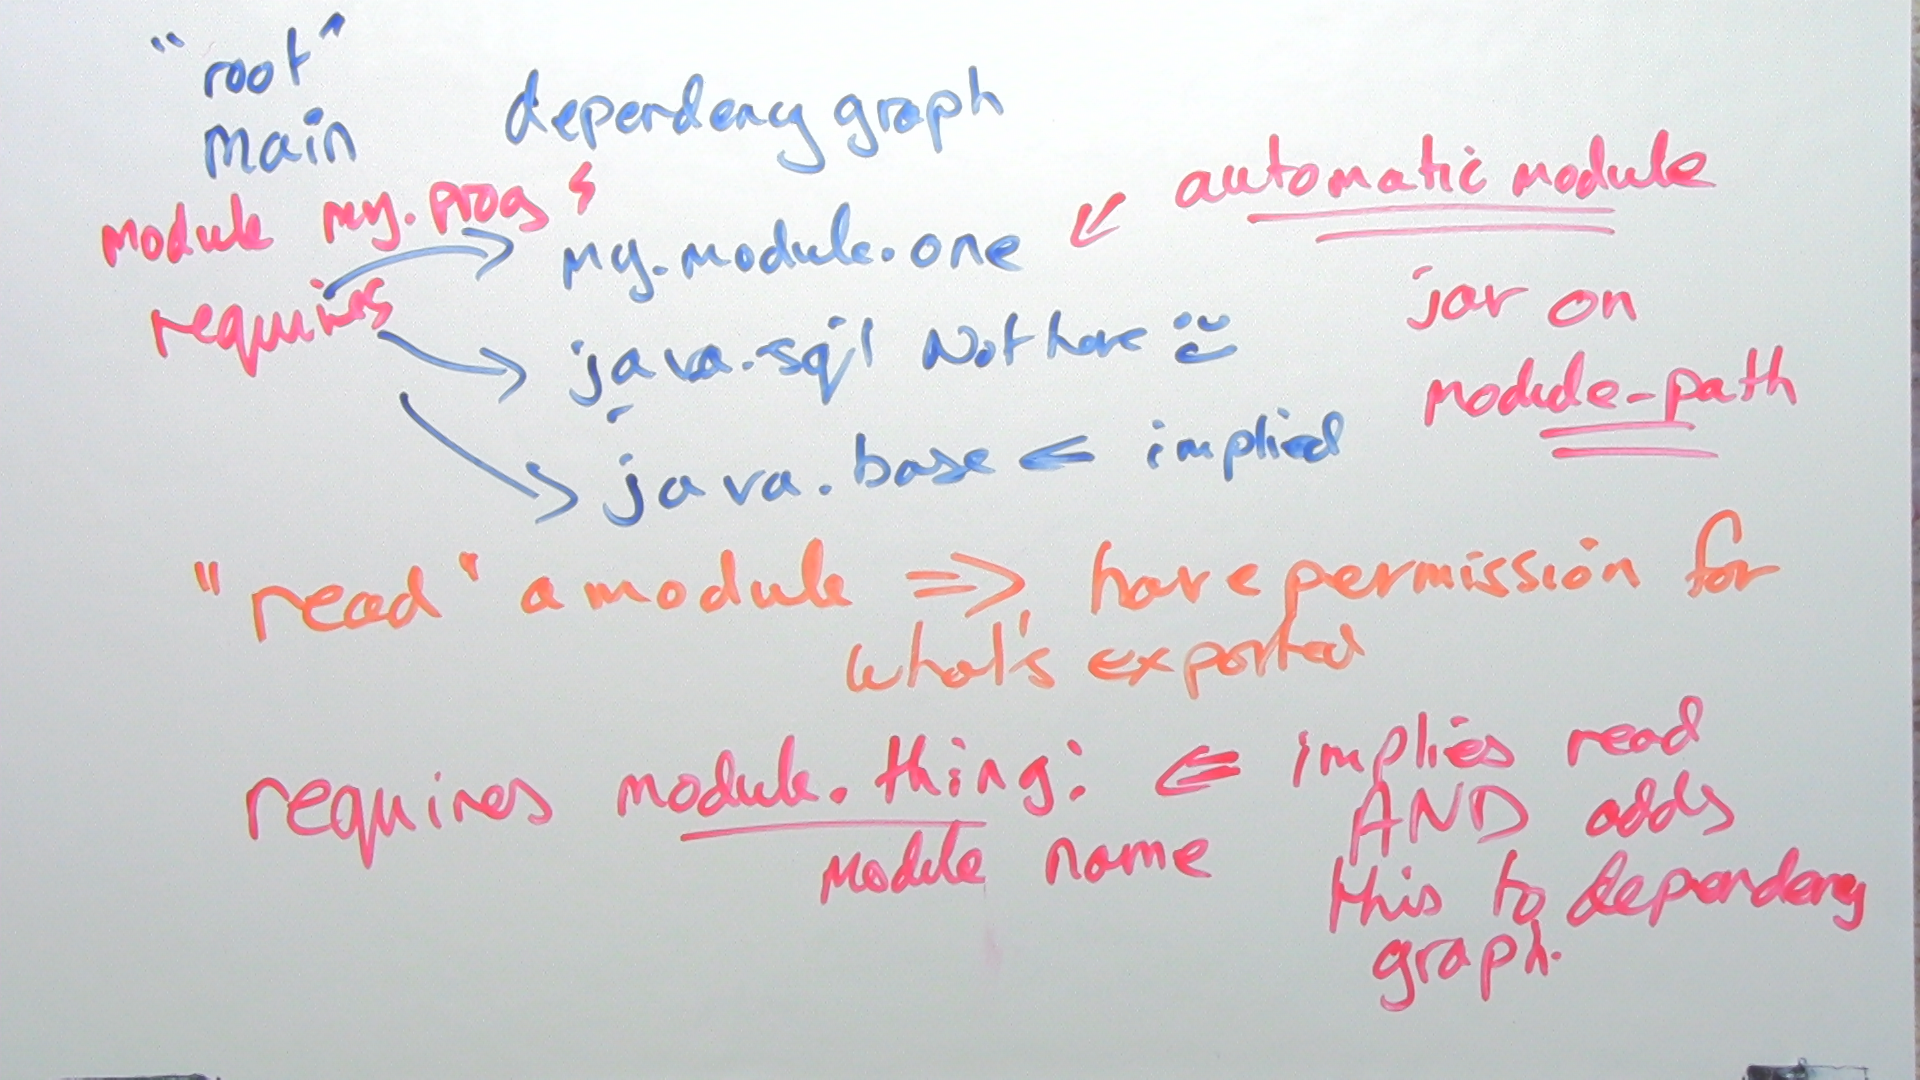 "root"
main
dependency graph
module my.prog {
requires
my.module.one
java.sql Not here
java.base <= implied
automatic module
jar on
module-path
"read" a module => have permission for
what's exported
requires module.thing; <= implies read
module name
AND adds
this to dependency
graph.